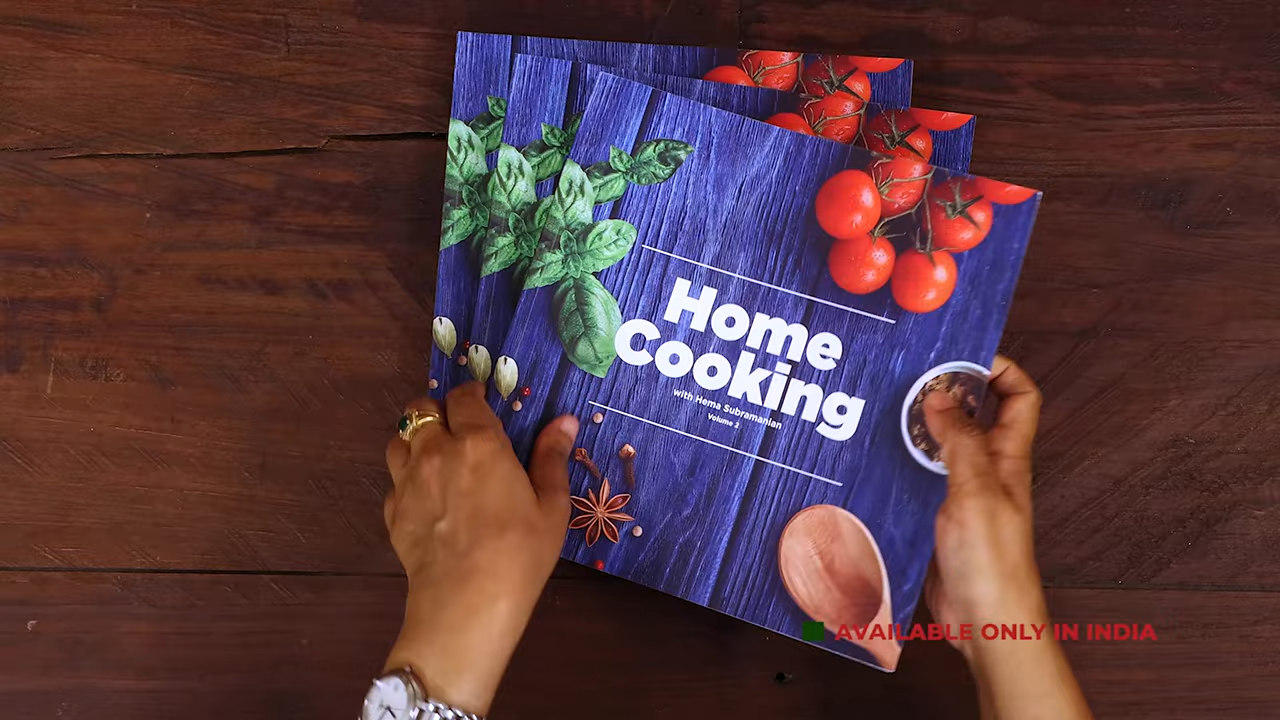 Home
Cooking
with Hema Subramanian
Volume 2
AVAILABLE ONLY IN INDIA